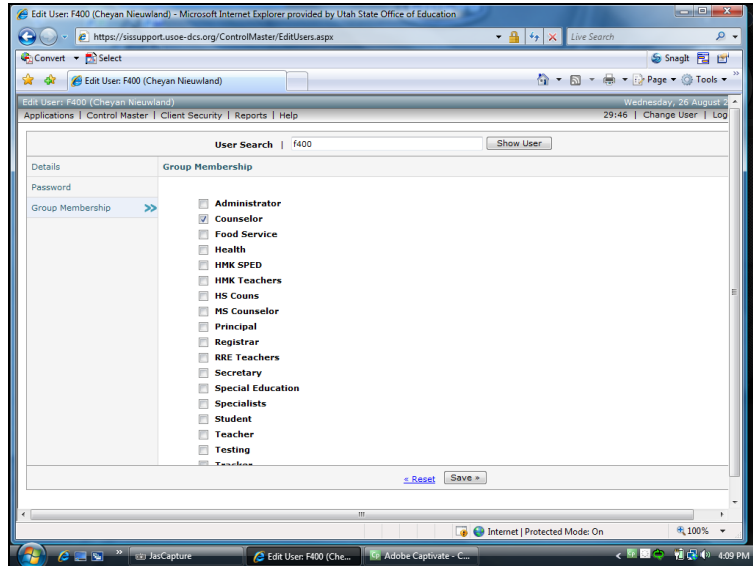 Edit User: F400 (Cheyan Nieuwland) - Microsoft Internet Explorer provided by Utah State Office of Education
https://sissupport.usoe-dcs.org/ControlMaster/EditUsers.aspx
Live Search
Convert Select
SnagIt
Edit User: F400 (Cheyan Nieuwland)
Page Tools
Edit User: F400 (Cheyan Nieuwland) Wednesday, 26 August 2
Applications | Control Master | Client Security | Reports | Help 29:46 | Change User | Log
User Search | f400 Show User
Details
Password
Group Membership
Group Membership
Administrator
Counselor
Food Service
Health
HMK SPED
HMK Teachers
HS Couns
MS Counselor
Principal
Registrar
RRE Teachers
Secretary
Special Education
Specialists
Student
Teacher
Testing
Tracker
« Reset Save »
Internet | Protected Mode: On 100%
JasCapture Edit User: F400 (Che... Adobe Captivate - C... 4:09 PM